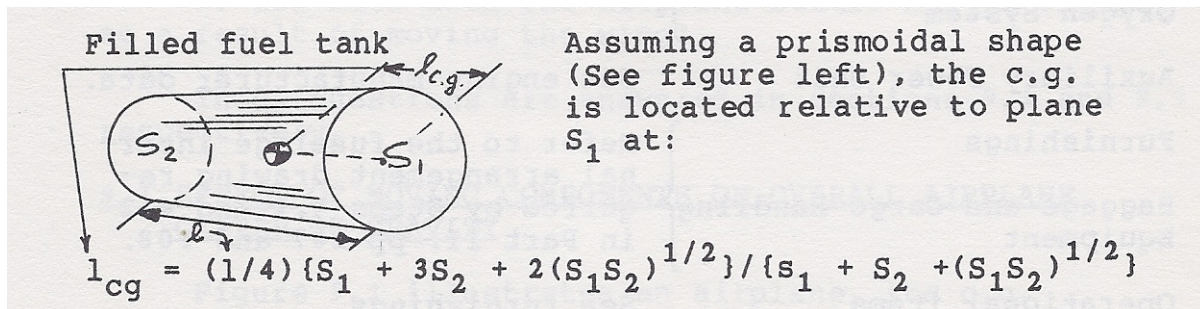 Filled fuel tank
ℓc.g.
Assuming a prismoidal shape
(See figure left), the c.g.
is located relative to plane
S₁ at:
S₂
S₁
ℓ
l_cg = (1/4){S₁ + 3S₂ + 2(S₁S₂)^1/2}/{s₁ + S₂ +(S₁S₂)^1/2}